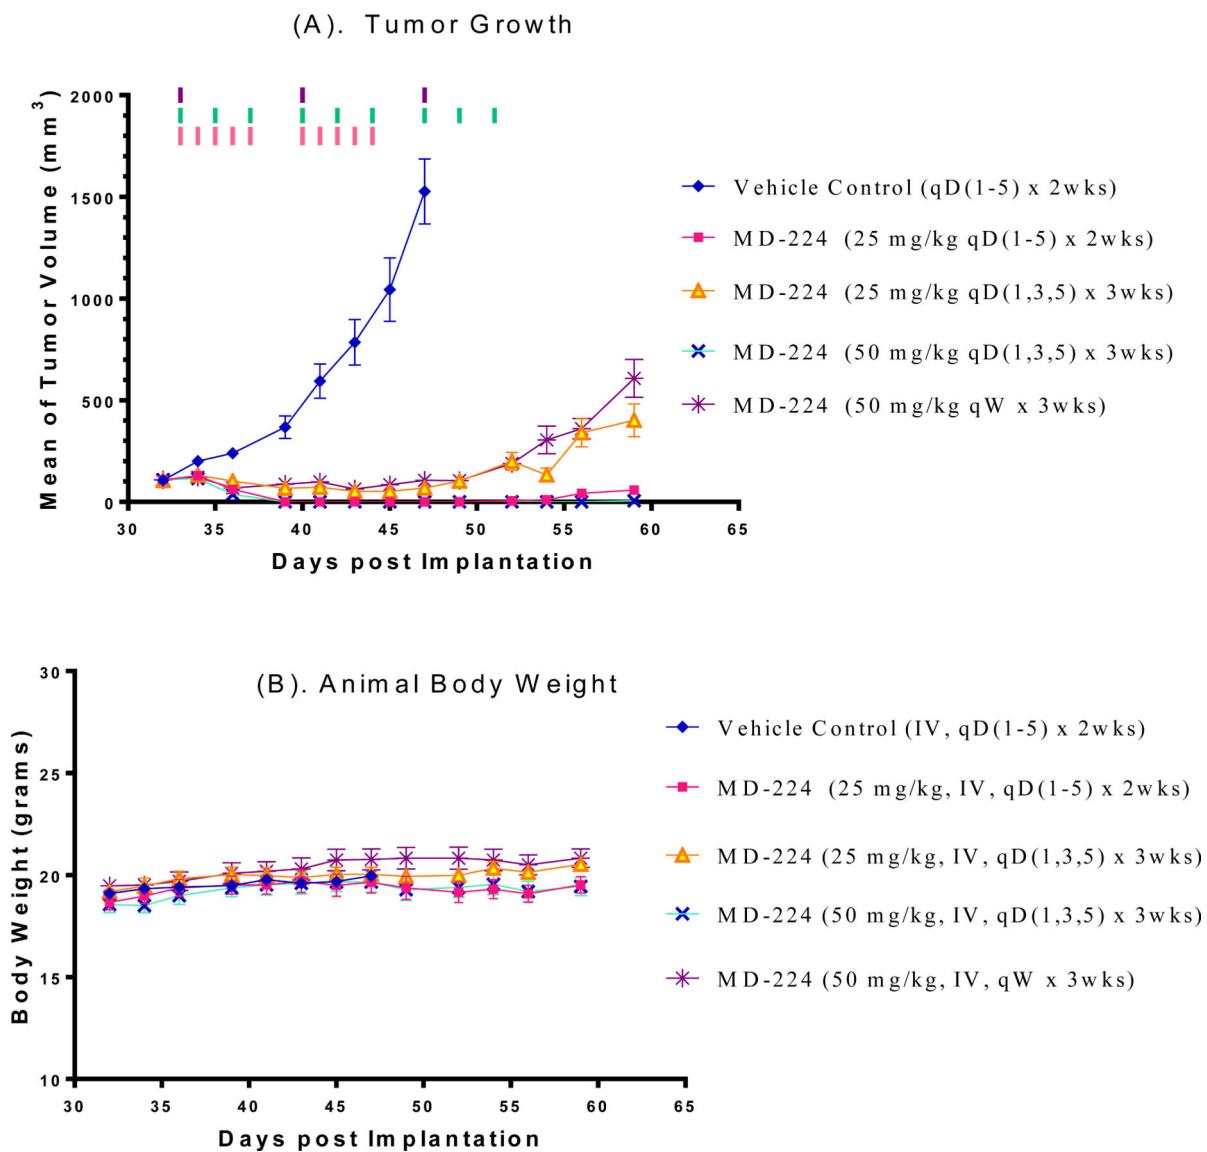 (A). Tumor Growth
Mean of Tumor Volume (mm3)
2000
1500
1000
500
0
30 35 40 45 50 55 60 65
Days post Implantation
Vehicle Control (qD(1-5) x 2wks)
MD-224 (25 mg/kg qD(1-5) x 2wks)
MD-224 (25 mg/kg qD(1,3,5) x 3wks)
MD-224 (50 mg/kg qD(1,3,5) x 3wks)
MD-224 (50 mg/kg qW x 3wks)
(B). Animal Body Weight
Body Weight (grams)
30
25
20
15
10
30 35 40 45 50 55 60 65
Days post Implantation
Vehicle Control (IV, qD(1-5) x 2wks)
MD-224 (25 mg/kg, IV, qD(1-5) x 2wks)
MD-224 (25 mg/kg, IV, qD(1,3,5) x 3wks)
MD-224 (50 mg/kg, IV, qD(1,3,5) x 3wks)
MD-224 (50 mg/kg, IV, qW x 3wks)